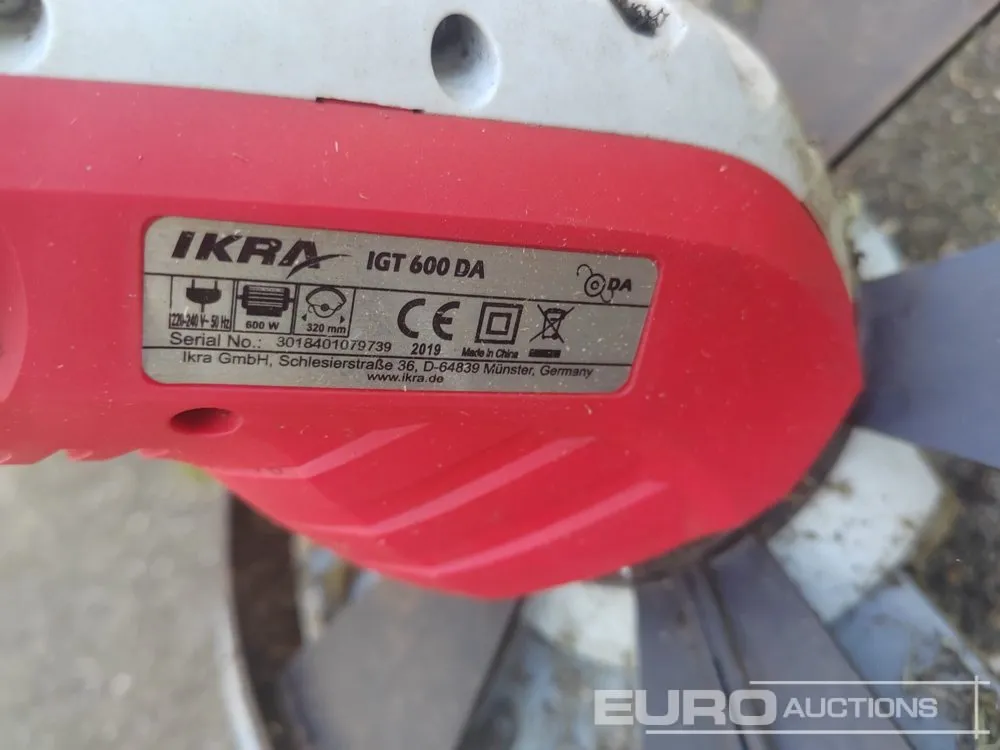 IKRA IGT 600 DA
DA
220-240 V~ 50 Hz
600 W
320 mm
CE
2019
Made in China
Serial No.: 3018401079739
Ikra GmbH, Schlesierstraße 36, D-64839 Münster, Germany
www.ikra.de
EURO AUCTIONS